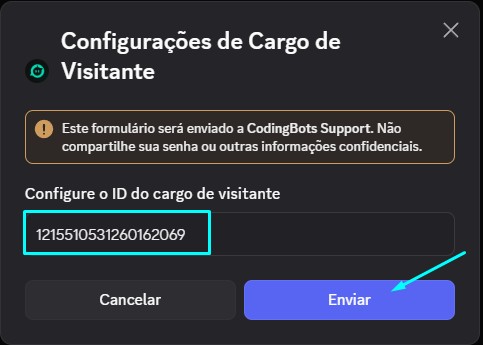 Configurações de Cargo de
Visitante
Este formulário será enviado a CodingBots Support. Não
compartilhe sua senha ou outras informações confidenciais.
Configure o ID do cargo de visitante
1215510531260162069
Cancelar
Enviar